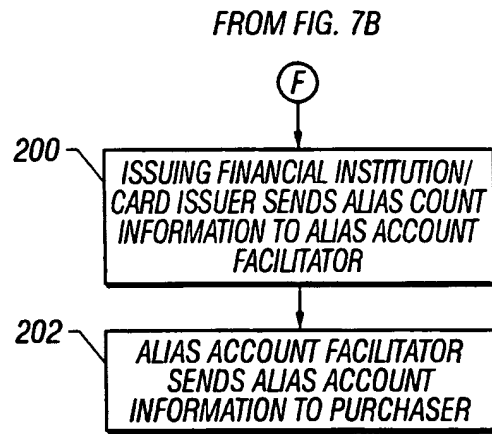 FROM FIG. 7B
F
200
ISSUING FINANCIAL INSTITUTION/
CARD ISSUER SENDS ALIAS COUNT
INFORMATION TO ALIAS ACCOUNT
FACILITATOR
202
ALIAS ACCOUNT FACILITATOR
SENDS ALIAS ACCOUNT
INFORMATION TO PURCHASER